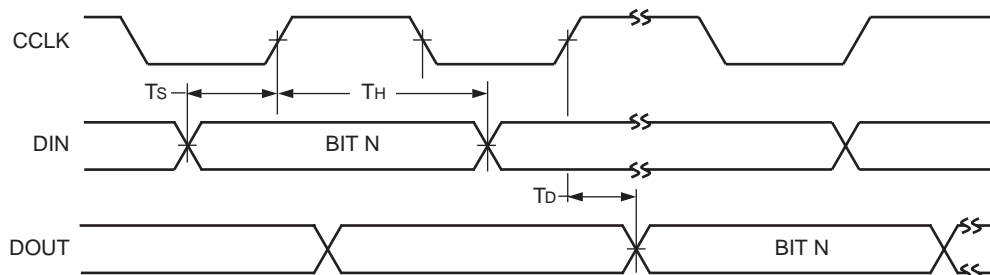 CCLK
TS
TH
DIN
BIT N
TD
DOUT
BIT N